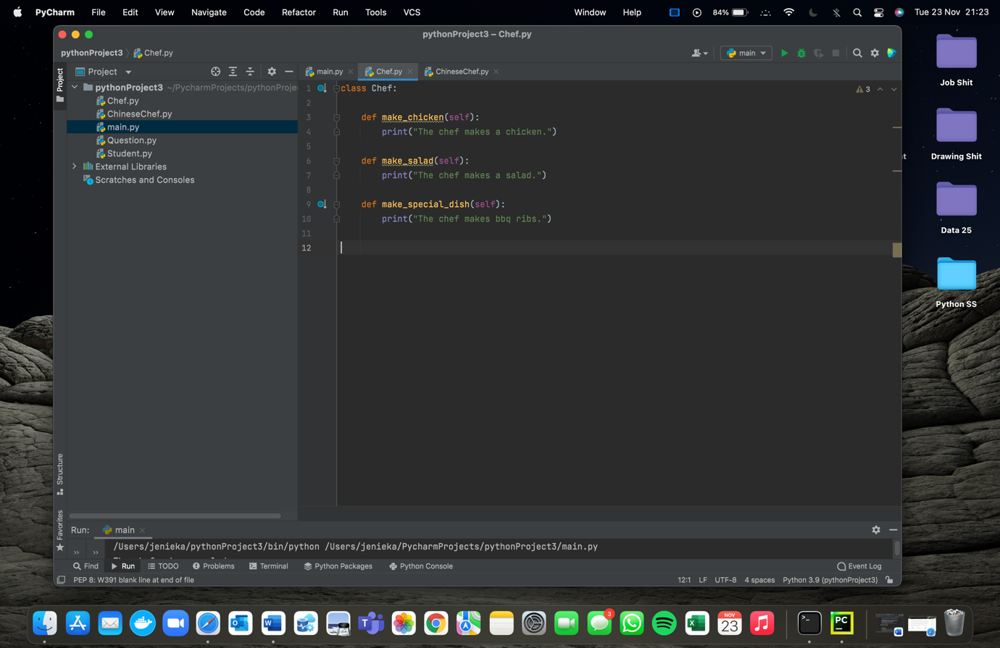 PyCharm File Edit View Navigate Code Refactor Run Tools VCS Window Help 84% Tue 23 Nov 21:23
pythonProject3 – Chef.py
pythonProject3 Chef.py main
Project main.py Chef.py ChineseChef.py
Project
pythonProject3 ~/PycharmProjects/pythonProje
Chef.py
ChineseChef.py
main.py
Question.py
Student.py
External Libraries
Scratches and Consoles
1 class Chef:
2
3 def make_chicken(self):
4 print("The chef makes a chicken.")
5
6 def make_salad(self):
7 print("The chef makes a salad.")
8
9 def make_special_dish(self):
10 print("The chef makes bbq ribs.")
11
12
3
Job Shit
Drawing Shit
nt
Data 25
Python SS
Structure
Favorites
Run: main
/Users/jenieka/pythonProject3/bin/python /Users/jenieka/PycharmProjects/pythonProject3/main.py
Find Run TODO Problems Terminal Python Packages Python Console Event Log
PEP 8: W391 blank line at end of file 12:1 LF UTF-8 4 spaces Python 3.9 (pythonProject3)
3
NOV
23
PC